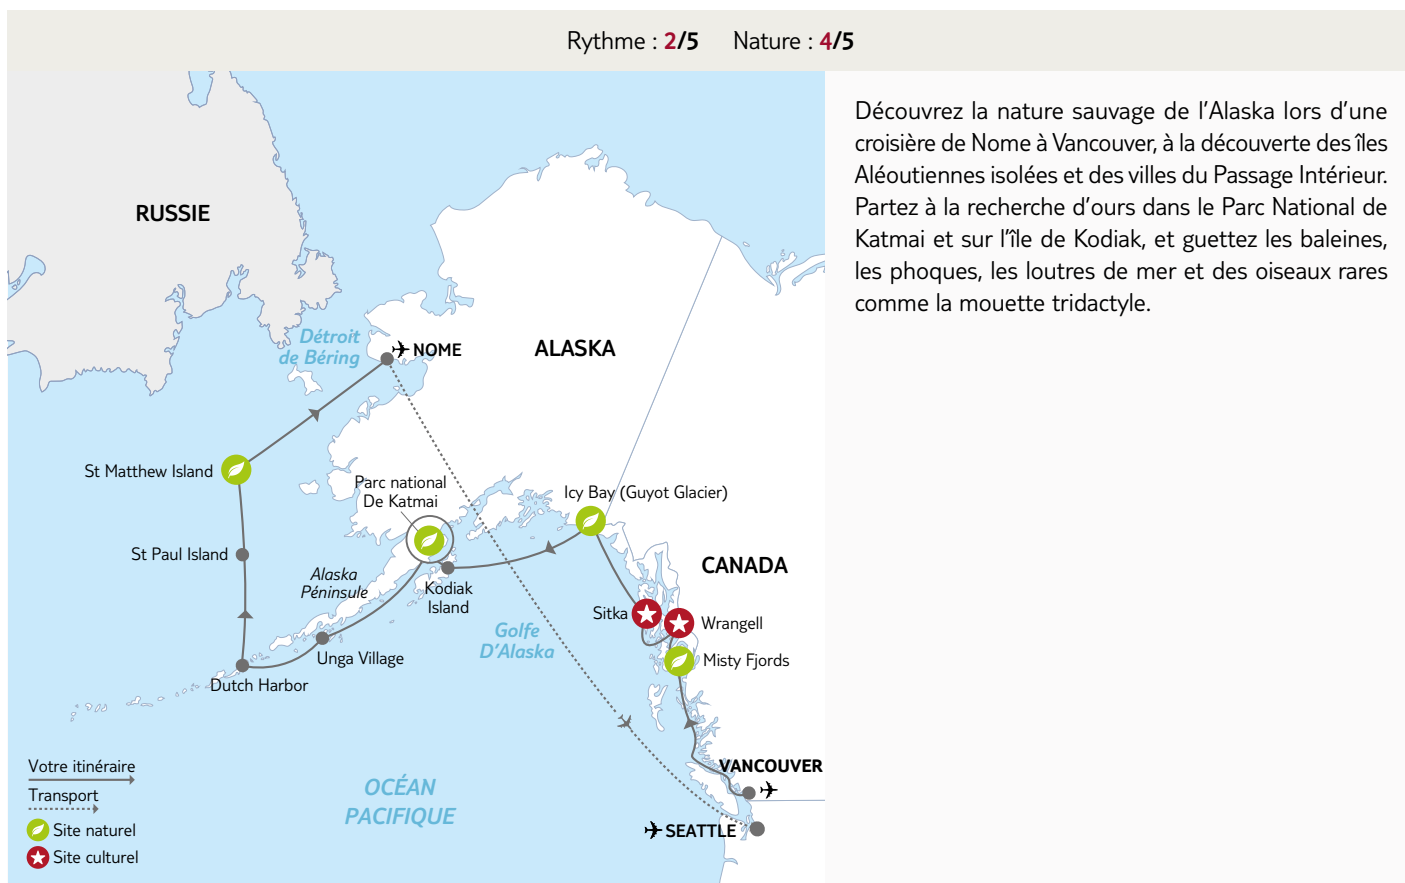 Rythme : 2/5 Nature : 4/5
Découvrez la nature sauvage de l'Alaska lors d'une
croisière de Nome à Vancouver, à la découverte des îles
Aléoutiennes isolées et des villes du Passage Intérieur.
Partez à la recherche d'ours dans le Parc National de
Katmai et sur l'île de Kodiak, et guettez les baleines,
les phoques, les loutres de mer et des oiseaux rares
comme la mouette tridactyle.
RUSSIE
Détroit
de Béring
NOME
ALASKA
St Matthew Island
Parc national
De Katmai
Icy Bay (Guyot Glacier)
St Paul Island
Alaska
Péninsule
Kodiak
Island
CANADA
Sitka
Wrangell
Golfe
D'Alaska
Unga Village
Misty Fjords
Dutch Harbor
Votre itinéraire
Transport
Site naturel
Site culturel
OCÉAN
PACIFIQUE
VANCOUVER
SEATTLE